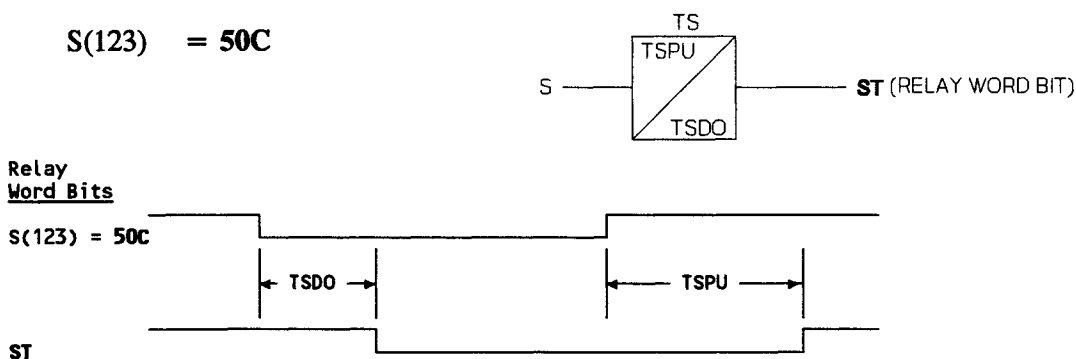 S(123) = 50C
TS
TSPU
S
ST (RELAY WORD BIT)
TSDO
Relay
Word Bits
S(123) = 50C
TSDO
TSPU
ST